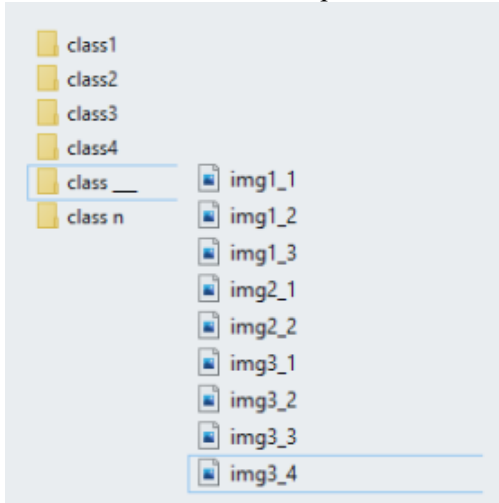 class1
class2
class3
class4
class __
class n
img1_1
img1_2
img1_3
img2_1
img2_2
img3_1
img3_2
img3_3
img3_4